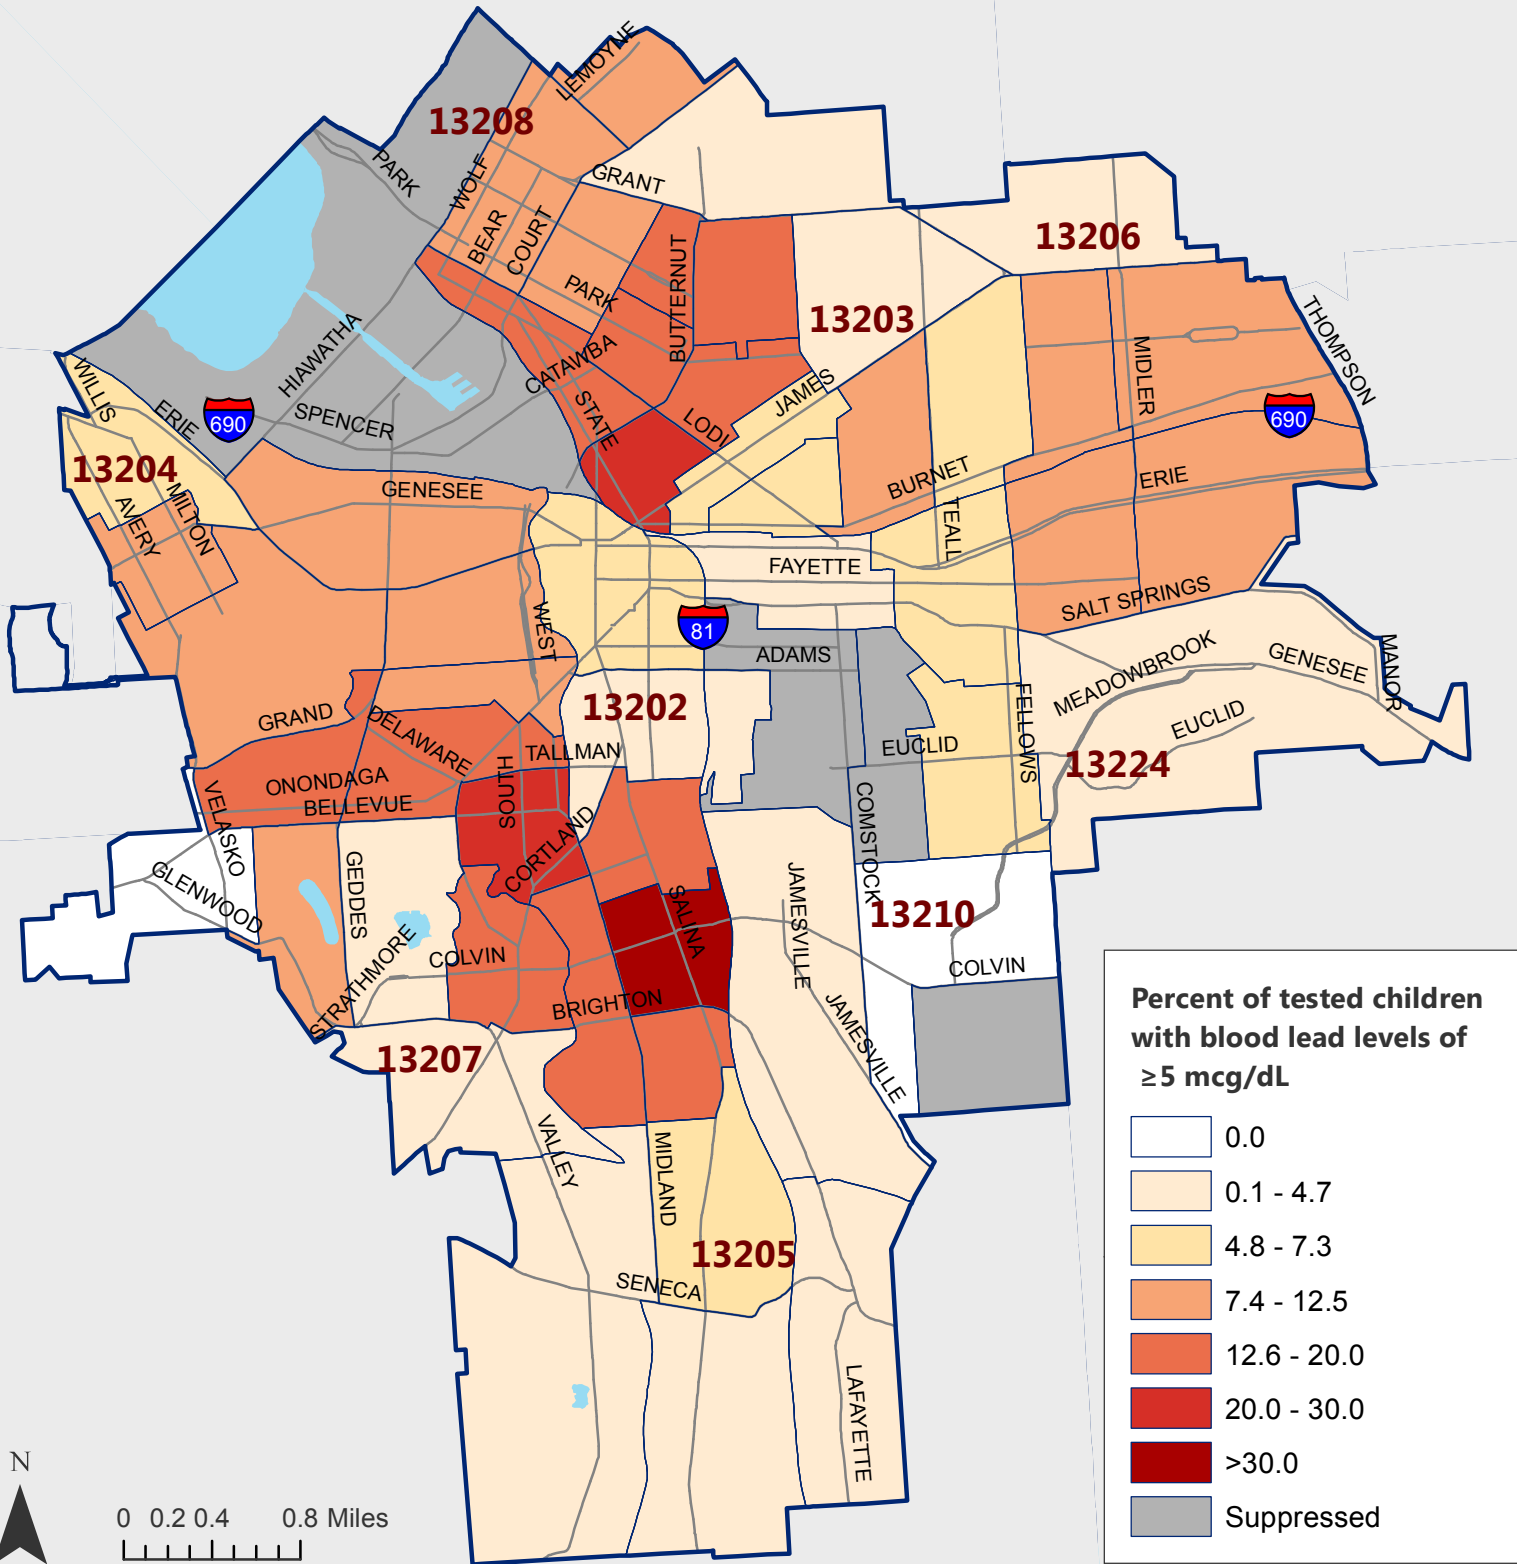 LEMOYNE
13208
PARK
WOLF
GRANT
BEAR
COURT
BUTTERNUT
PARK
13206
13203
THOMPSON
MIDLER
HIAWATHA
WILLIS
ERIE
690
SPENCER
CATAWBA
STATE
JAMES
LODI
690
13204
GENESEE
BURNET
ERIE
AVERY
MILTON
TEALL
FAYETTE
SALT SPRINGS
WEST
81
ADAMS
MEADOWBROOK
GENESEE
MANOR
13202
GRAND
DELAWARE
TALLMAN
EUCLID
FELLOWS
EUCLID
13224
ONONDAGA
BELLEVUE
SOUTH
VELASKO
COMSTOCK
CORTLAND
GLENWOOD
GEDDES
SALINA
JAMESVILLE
13210
STRATHMORE
COLVIN
COLVIN
BRIGHTON
JAMESVILLE
13207
VALLEY
MIDLAND
13205
SENECA
LAFAYETTE
Percent of tested children
with blood lead levels of
≥5 mcg/dL
0.0
0.1 - 4.7
4.8 - 7.3
7.4 - 12.5
12.6 - 20.0
20.0 - 30.0
>30.0
Suppressed
N
0 0.2 0.4 0.8 Miles